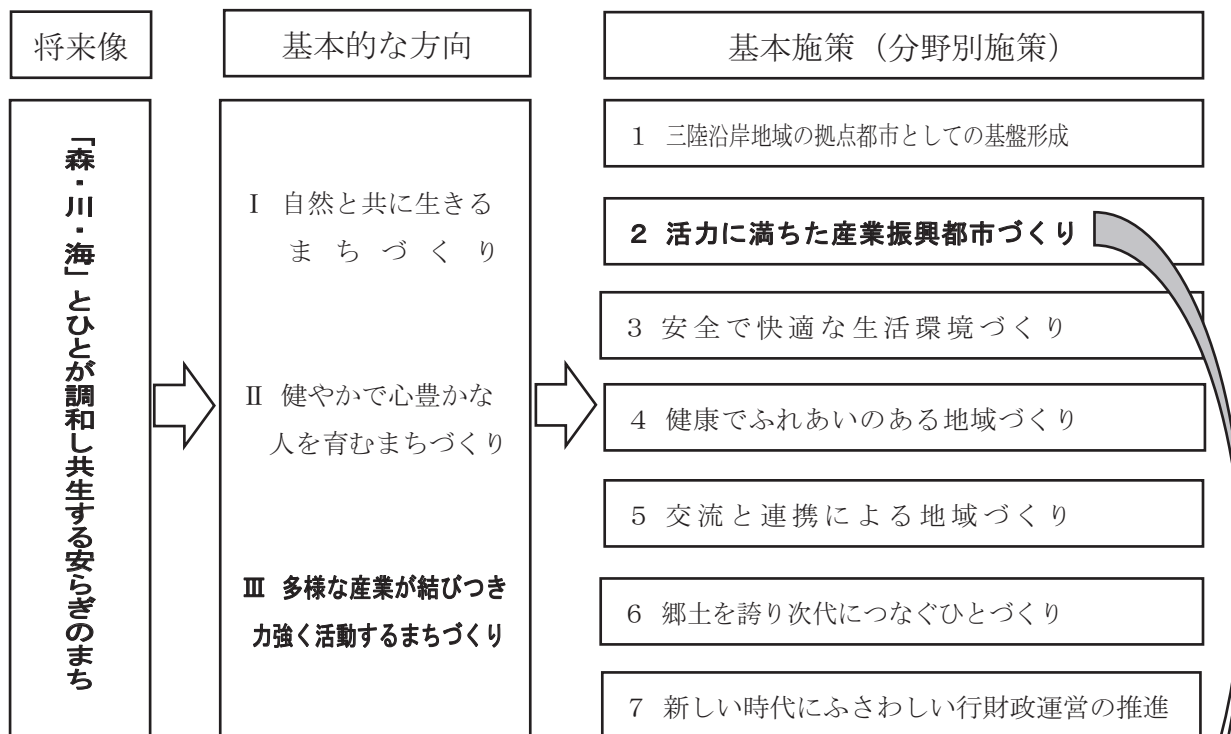 将来像
基本的な方向
基本施策（分野別施策）
「森・川・海」とひとが調和し共生する安らぎのまち
Ⅰ 自然と共に生きる
まちづくり
Ⅱ 健やかで心豊かな
人を育むまちづくり
Ⅲ 多様な産業が結びつき
力強く活動するまちづくり
１ 三陸沿岸地域の拠点都市としての基盤形成
２ 活力に満ちた産業振興都市づくり
３ 安全で快適な生活環境づくり
４ 健康でふれあいのある地域づくり
５ 交流と連携による地域づくり
６ 郷土を誇り次代につなぐひとづくり
７ 新しい時代にふさわしい行財政運営の推進